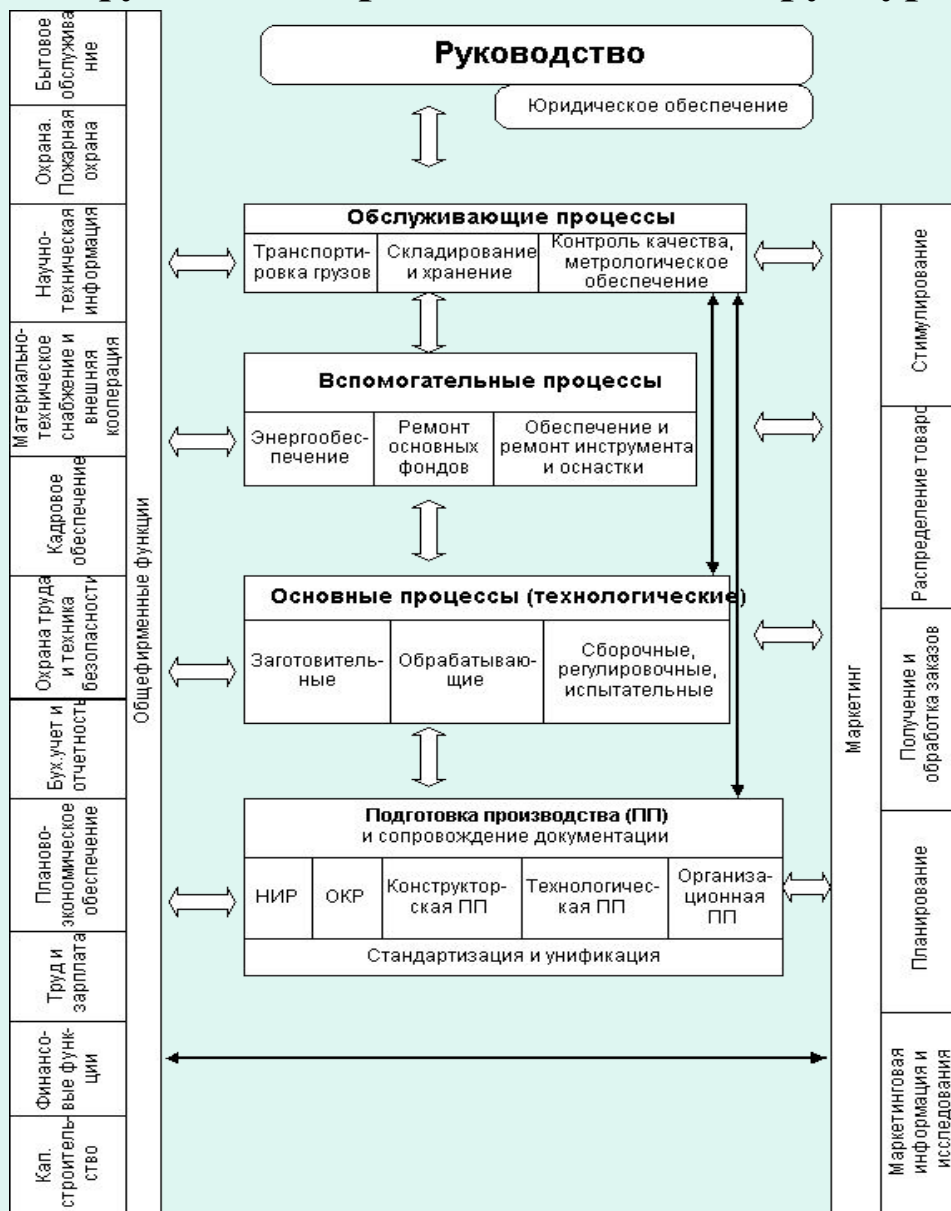 Руководство
Юридическое обеспечение
Бытовое
обслужива
ние
Охрана.
Пожарная
охрана
Научно-
техническая
информация
Материально-
техническое
снабжение и
внешняя
кооперация
Кадровое
обеспечение
Охрана труда
и техника
безопасности
Бух.учет и
отчетность
Планово-
экономическое
обеспечение
Труд и
зарплата
Финансо-
вые функ-
ции
Кап.
строитель-
ство
Общефирменные функции
Обслуживающие процессы
Транспорти-
ровка грузов
Складирование
и хранение
Контроль качества,
метрологическое
обеспечение
Вспомогательные процессы
Энергообес-
печение
Ремонт
основных
фондов
Обеспечение и
ремонт инструмента
и оснастки
Основные процессы (технологические)
Заготовитель-
ные
Обрабатываю-
щие
Сборочные,
регулировочные,
испытательные
Подготовка производства (ПП)
и сопровождение документации
НИР
ОКР
Конструктор-
ская ПП
Технологичес-
кая ПП
Организа-
ционная
ПП
Стандартизация и унификация
Маркетинг
Стимулирование
Распределение товарс
Получение и
обработка заказов
Планирование
Маркетинговая
информация и
исследования